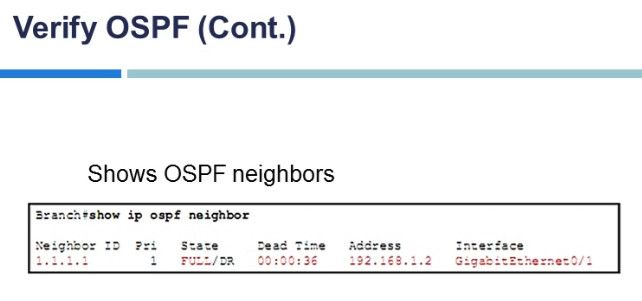 Verify OSPF (Cont.)
Shows OSPF neighbors
Branch#show ip ospf neighbor
Neighbor ID Pri State Dead Time Address Interface
1.1.1.1 1 FULL/DR 00:00:36 192.168.1.2 GigabitEthernet0/1